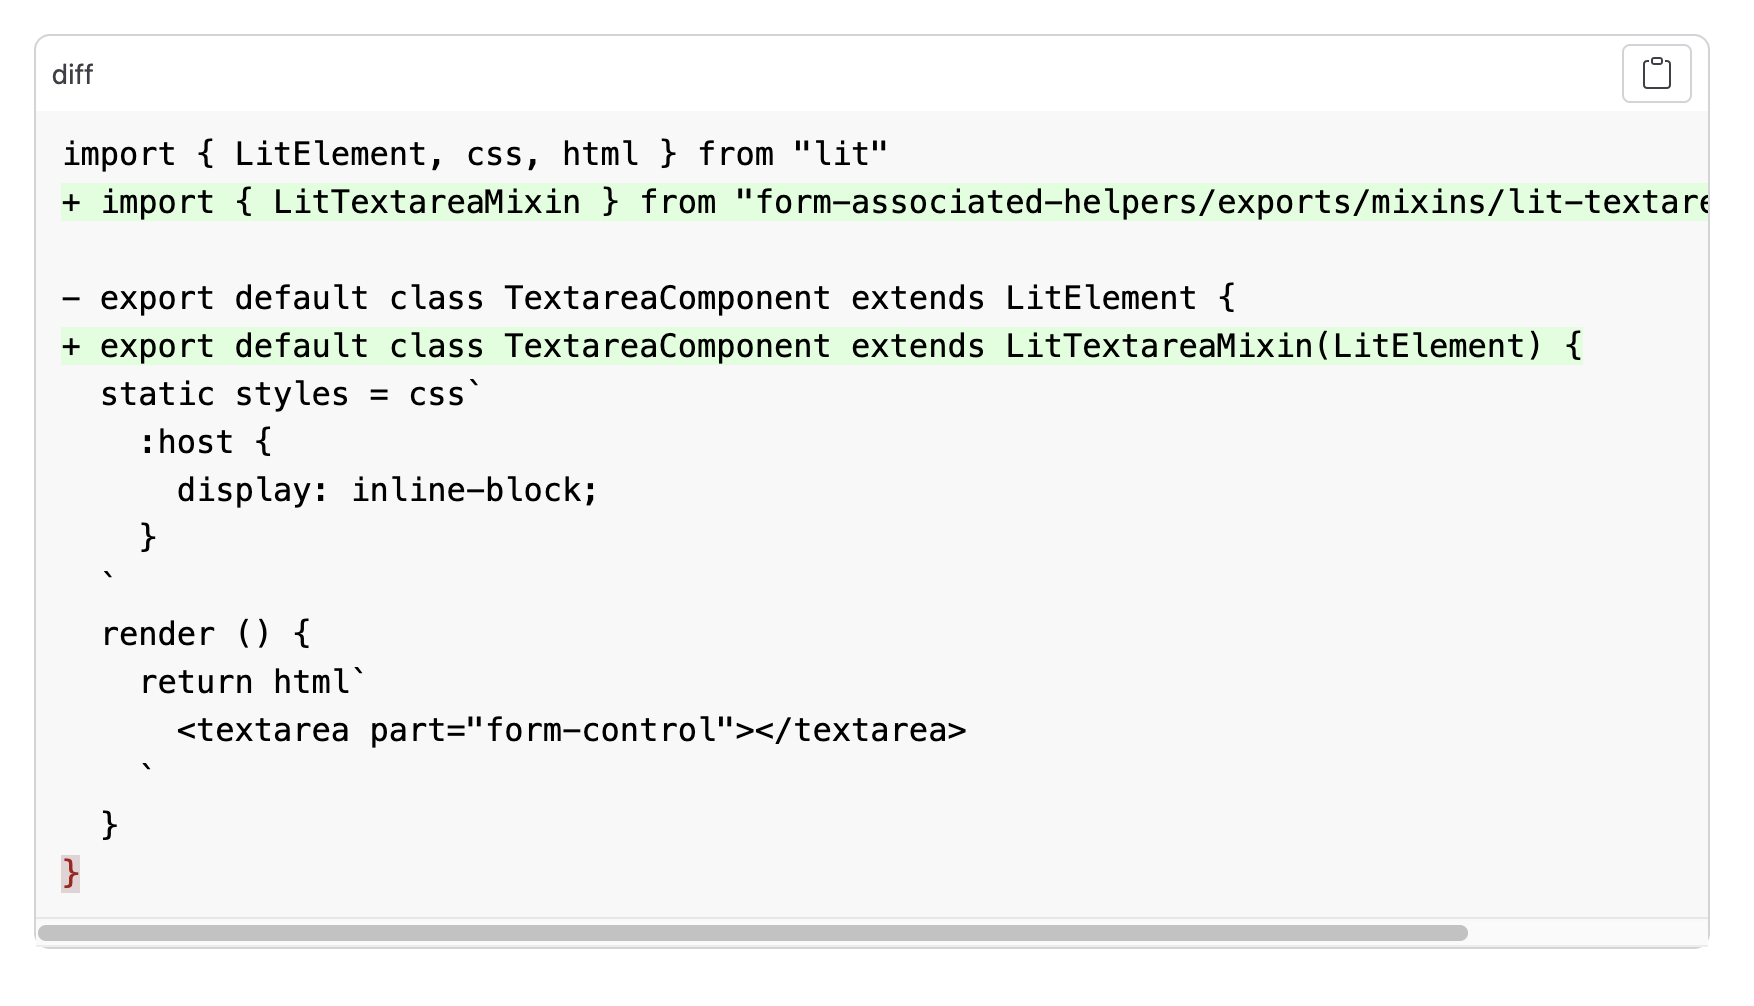 diff
import { LitElement, css, html } from "lit"
+ import { LitTextareaMixin } from "form-associated-helpers/exports/mixins/lit-textare

- export default class TextareaComponent extends LitElement {
+ export default class TextareaComponent extends LitTextareaMixin(LitElement) {
  static styles = css`
    :host {
      display: inline-block;
    }
  `
  render () {
    return html`
      <textarea part="form-control"></textarea>
    `
  }
}